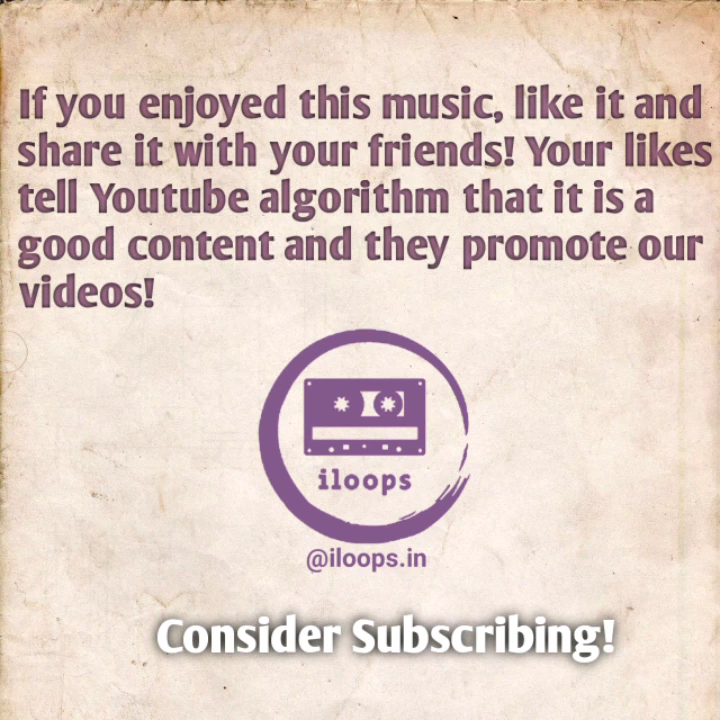 If you enjoyed this music, like it and
share it with your friends! Your likes
tell Youtube algorithm that it is a
good content and they promote our
videos!
iloops
@iloops.in
Consider Subscribing!